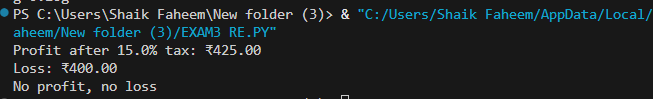 PS C:\Users\Shaik Faheem\New folder (3)> & "C:/Users/Shaik Faheem/AppData/Local/
aheem/New folder (3)/EXAM3 RE.PY"
Profit after 15.0% tax: ₹425.00
Loss: ₹400.00
No profit, no loss